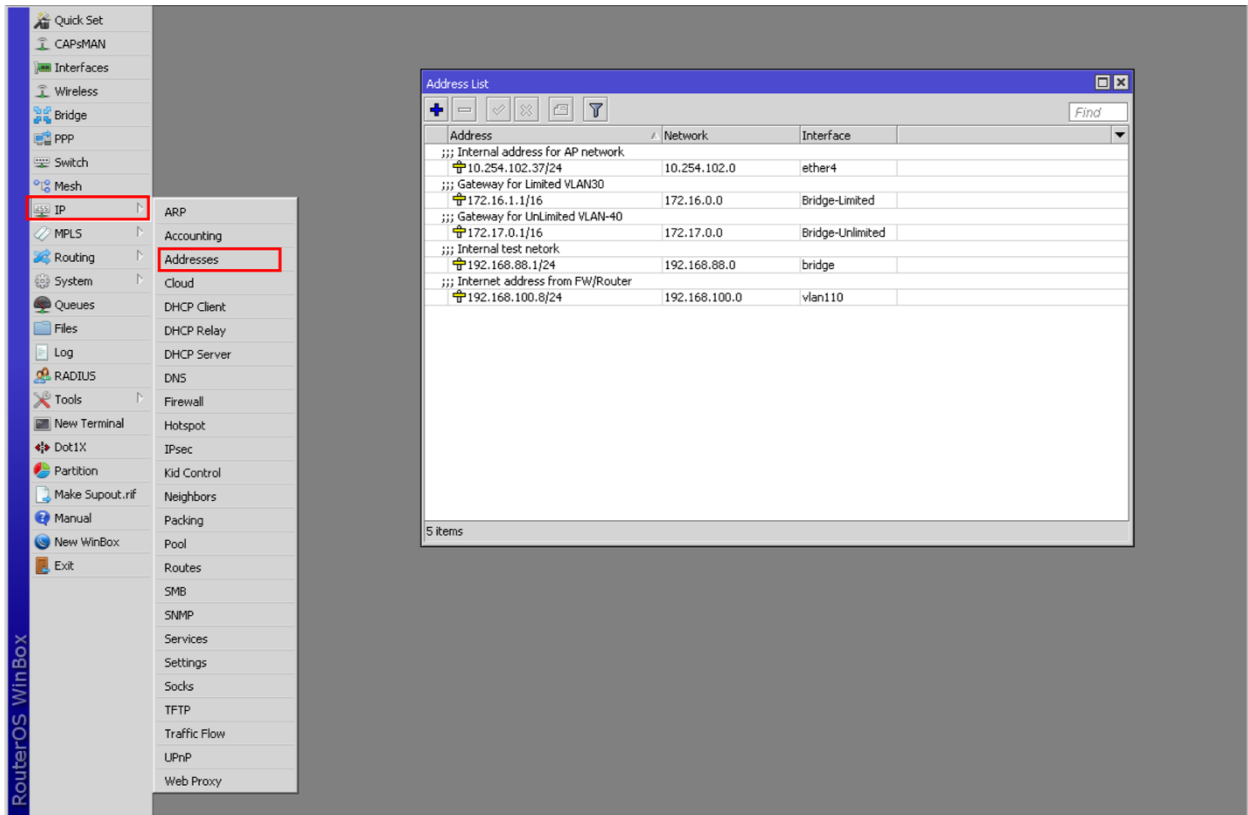 Quick Set
CAPsMAN
Interfaces
Wireless
Bridge
PPP
Switch
Mesh
IP
MPLS
Routing
System
Queues
Files
Log
RADIUS
Tools
New Terminal
Dot1X
Partition
Make Supout.rif
Manual
New WinBox
Exit
RouterOS WinBox
ARP
Accounting
Addresses
Cloud
DHCP Client
DHCP Relay
DHCP Server
DNS
Firewall
Hotspot
IPsec
Kid Control
Neighbors
Packing
Pool
Routes
SMB
SNMP
Services
Settings
Socks
TFTP
Traffic Flow
UPnP
Web Proxy
Address List
Find
Address Network Interface
;;; Internal address for AP network
10.254.102.37/24 10.254.102.0 ether4
;;; Gateway for Limited VLAN30
172.16.1.1/16 172.16.0.0 Bridge-Limited
;;; Gateway for UnLimited VLAN-40
172.17.0.1/16 172.17.0.0 Bridge-Unlimited
;;; Internal test netork
192.168.88.1/24 192.168.88.0 bridge
;;; Internet address from FW/Router
192.168.100.8/24 192.168.100.0 vlan110
5 items